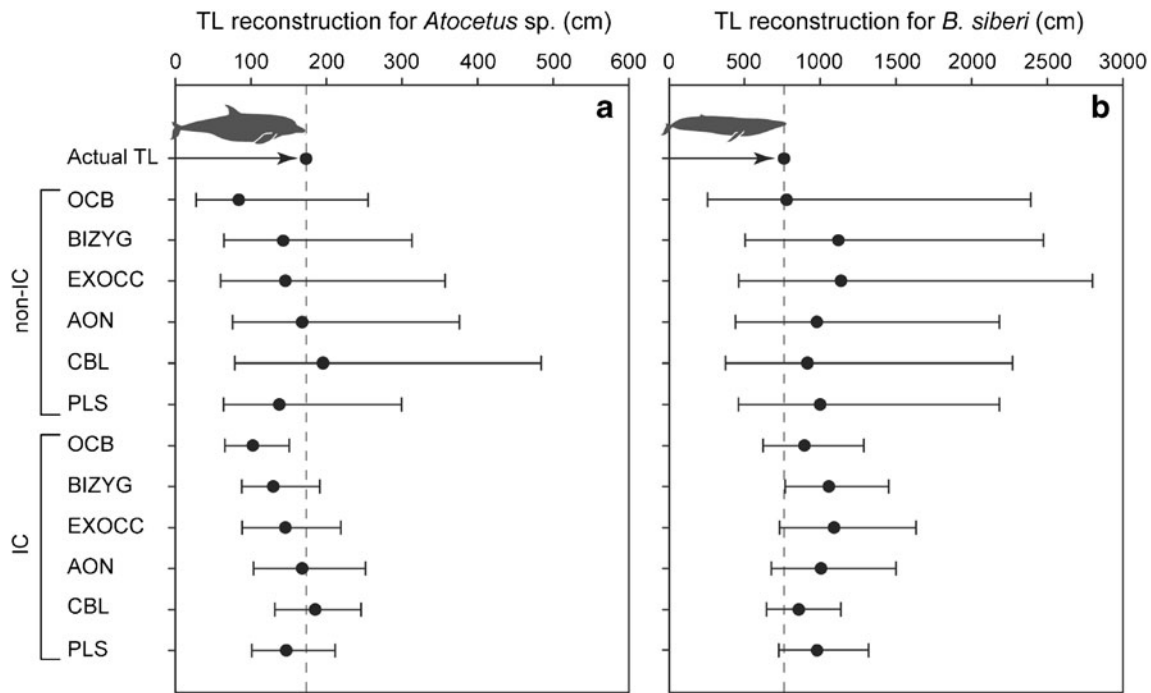 TL reconstruction for Atocetus sp. (cm)
0 100 200 300 400 500 600
a
TL reconstruction for B. siberi (cm)
0 500 1000 1500 2000 2500 3000
b
Actual TL
non-IC
OCB
BIZYG
EXOCC
AON
CBL
PLS
IC
OCB
BIZYG
EXOCC
AON
CBL
PLS